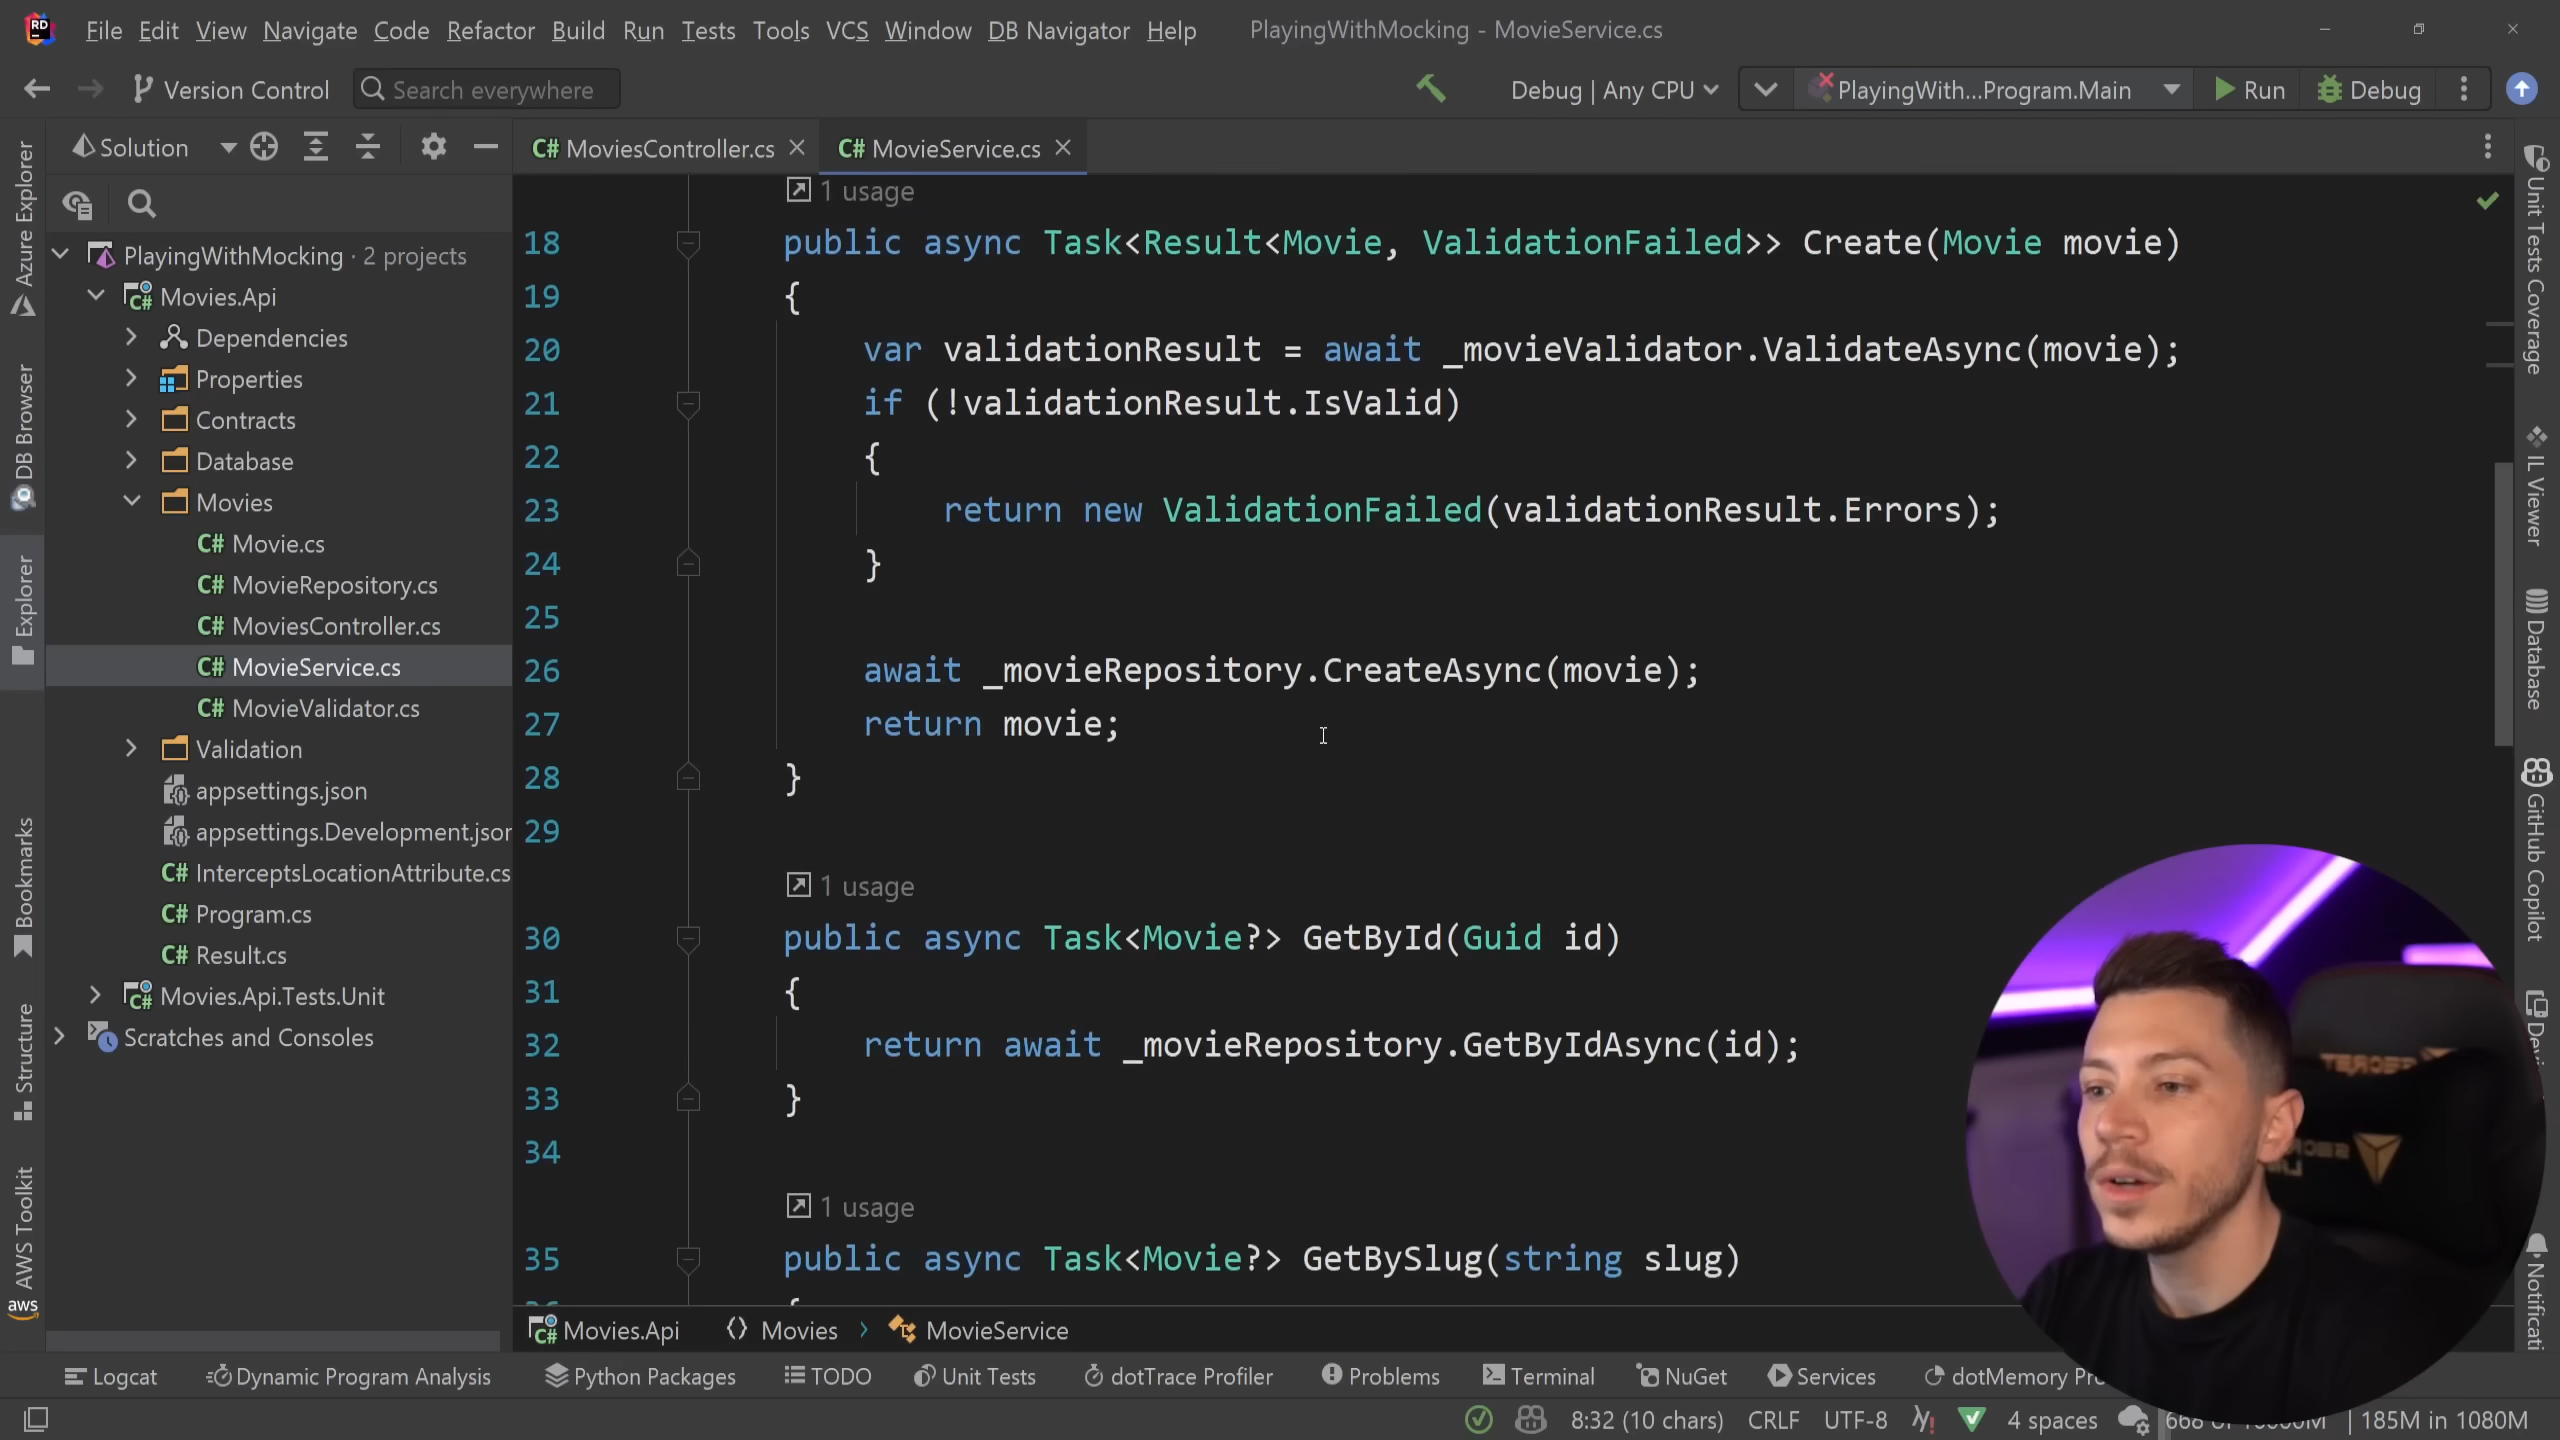 RD File Edit View Navigate Code Refactor Build Run Tests Tools VCS Window DB Navigator Help PlayingWithMocking - MovieService.cs
Version Control Search everywhere Debug | Any CPU PlayingWith...Program.Main Run Debug
Solution
C# MoviesController.cs C# MovieService.cs
PlayingWithMocking · 2 projects
C# Movies.Api
Dependencies
Properties
Contracts
Database
Movies
C# Movie.cs
C# MovieRepository.cs
C# MoviesController.cs
C# MovieService.cs
C# MovieValidator.cs
Validation
appsettings.json
appsettings.Development.json
C# InterceptsLocationAttribute.cs
C# Program.cs
C# Result.cs
C# Movies.Api.Tests.Unit
Scratches and Consoles
Azure Explorer
DB Browser
Explorer
Bookmarks
Structure
AWS Toolkit
aws
1 usage
18 public async Task<Result<Movie, ValidationFailed>> Create(Movie movie)
19 {
20 var validationResult = await _movieValidator.ValidateAsync(movie);
21 if (!validationResult.IsValid)
22 {
23 return new ValidationFailed(validationResult.Errors);
24 }
25
26 await _movieRepository.CreateAsync(movie);
27 return movie;
28 }
29
1 usage
30 public async Task<Movie?> GetById(Guid id)
31 {
32 return await _movieRepository.GetByIdAsync(id);
33 }
34
1 usage
35 public async Task<Movie?> GetBySlug(string slug)
{
Unit Tests Coverage
IL Viewer
Database
GitHub Copilot
Notificati
C# Movies.Api Movies MovieService
Logcat Dynamic Program Analysis Python Packages TODO Unit Tests dotTrace Profiler Problems Terminal NuGet Services dotMemory Pr
8:32 (10 chars) CRLF UTF-8 4 spaces 185M in 1080M